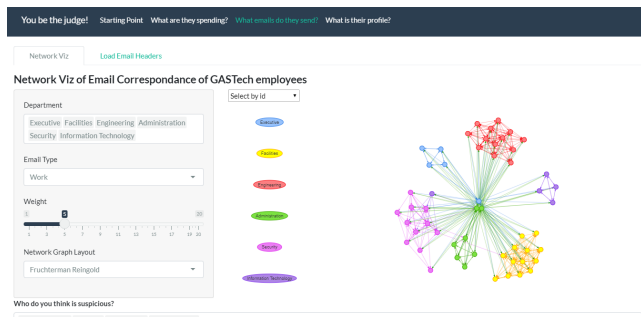 You be the judge! Starting Point What are they spending? What emails do they send? What is their profile?
Network Viz Load Email Headers
Network Viz of Email Correspondance of GASTech employees
Department
Executive Facilities Engineering Administration
Security Information Technology
Email Type
Work
Weight
1 5 20
1 3 5 7 9 11 13 15 17 19 20
Network Graph Layout
Fruchterman Reingold
Select by id
Executive
Facilities
Engineering
Administration
Security
Information Technology
Who do you think is suspicious?